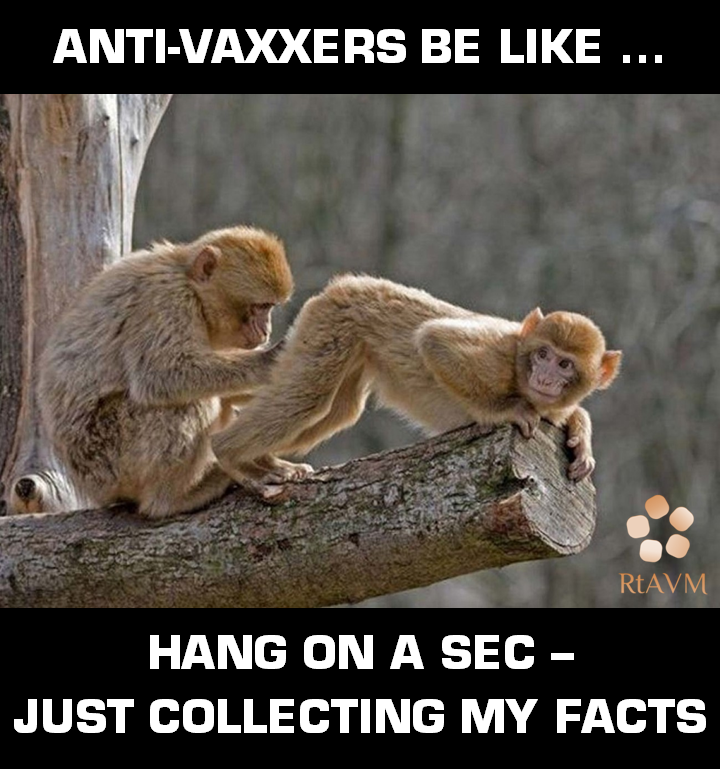 ANTI-VAXXERS BE LIKE ...
RtAVM
HANG ON A SEC –
JUST COLLECTING MY FACTS